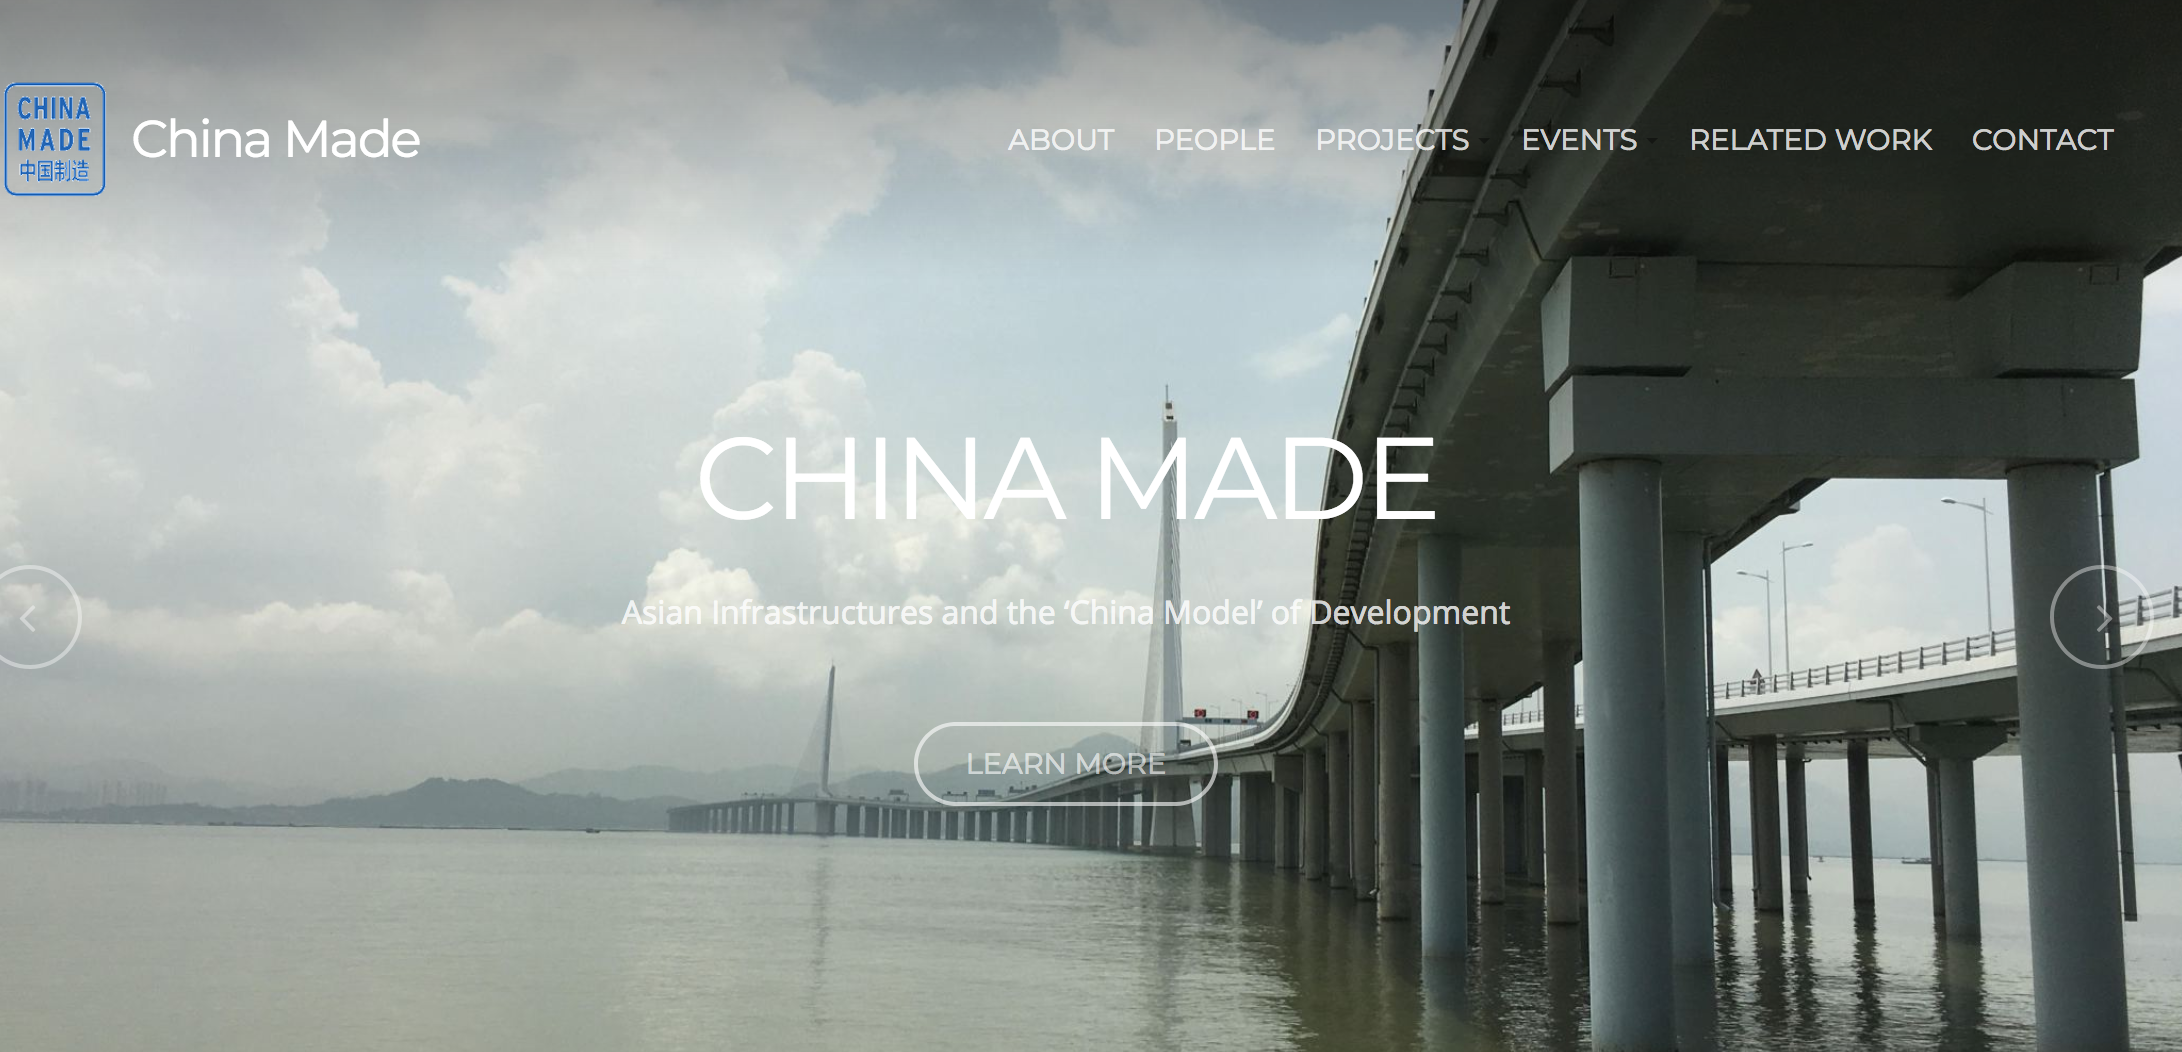 CHINA
MADE
中国制造
China Made
ABOUT
PEOPLE
PROJECTS
EVENTS
RELATED WORK
CONTACT
CHINA MADE
Asian Infrastructures and the ‘China Model’ of Development
LEARN MORE